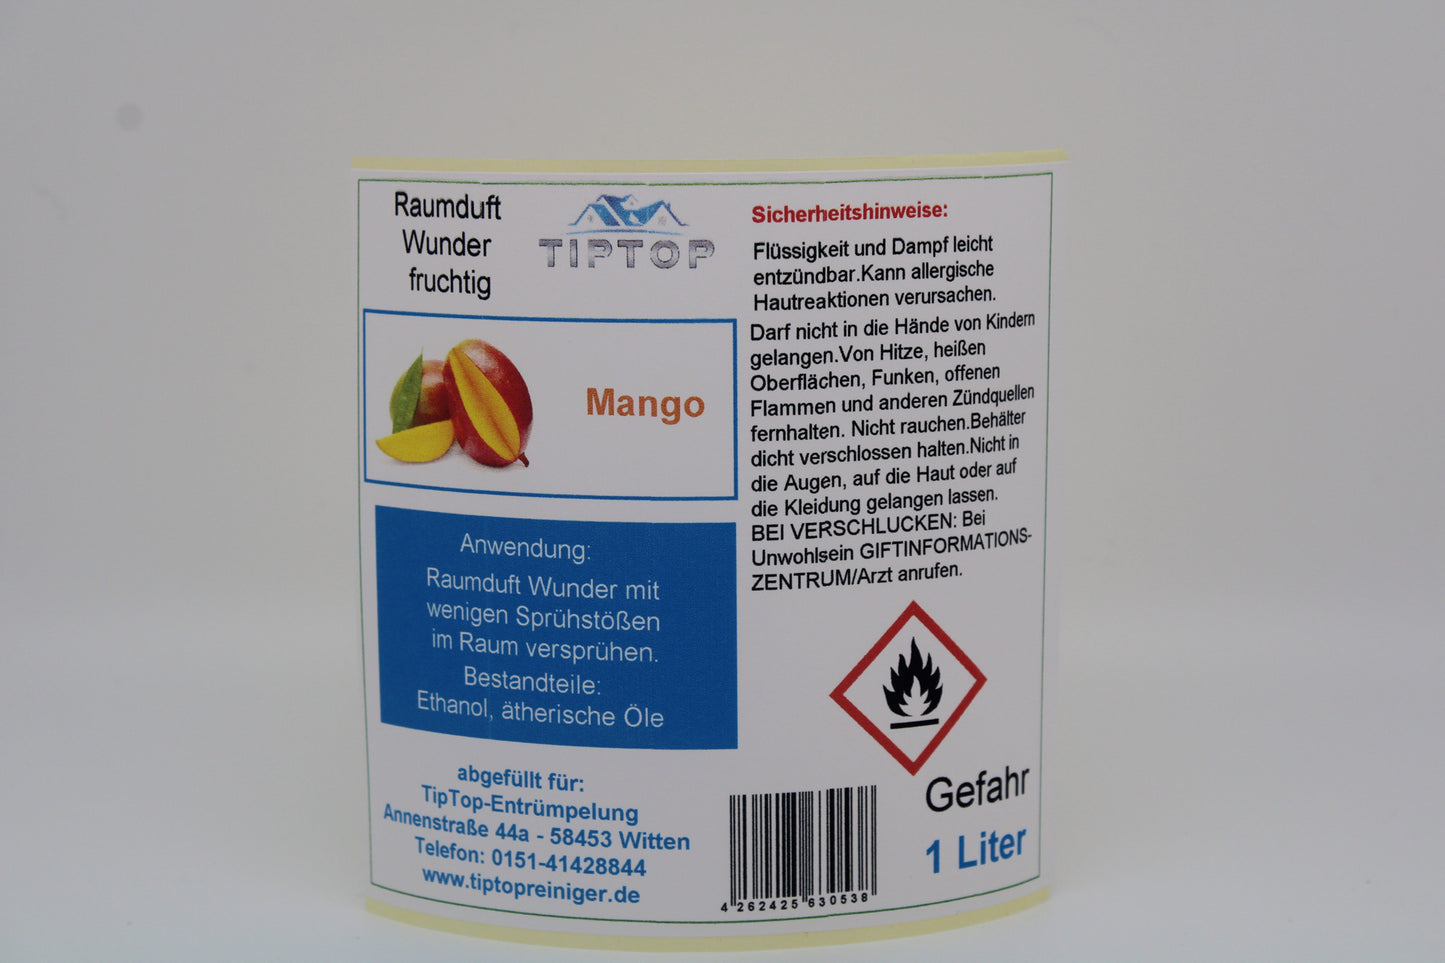 Raumduft
Wunder
fruchtig
TIPTOP
Mango
Anwendung:
Raumduft Wunder mit
wenigen Sprühstößen
im Raum versprühen.
Bestandteile:
Ethanol, ätherische Öle
abgefüllt für:
TipTop-Entrümpelung
Annenstraße 44a - 58453 Witten
Telefon: 0151-41428844
www.tiptopreiniger.de
Sicherheitshinweise:
Flüssigkeit und Dampf leicht
entzündbar.Kann allergische
Hautreaktionen verursachen.
Darf nicht in die Hände von Kindern
gelangen.Von Hitze, heißen
Oberflächen, Funken, offenen
Flammen und anderen Zündquellen
fernhalten. Nicht rauchen.Behälter
dicht verschlossen halten.Nicht in
die Augen, auf die Haut oder auf
die Kleidung gelangen lassen.
BEI VERSCHLUCKEN: Bei
Unwohlsein GIFTINFORMATIONS-
ZENTRUM/Arzt anrufen.
Gefahr
1 Liter
4 262425 630538